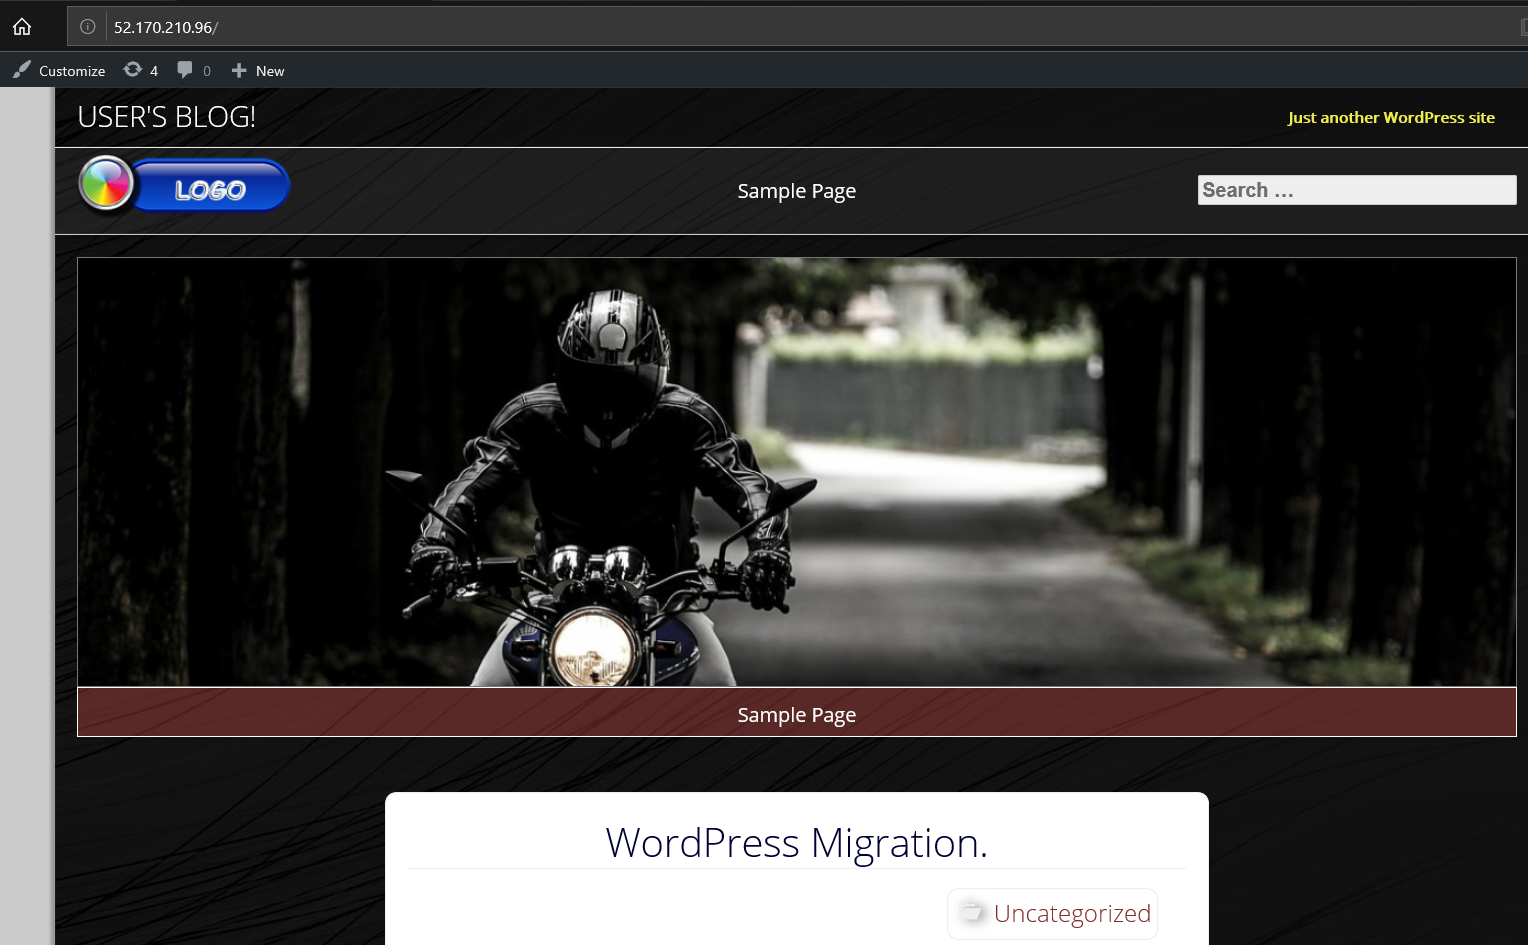 52.170.210.96/
Customize 4 0 New
USER'S BLOG!
Just another WordPress site
LOGO
Sample Page
Search ...
Sample Page
WordPress Migration.
Uncategorized